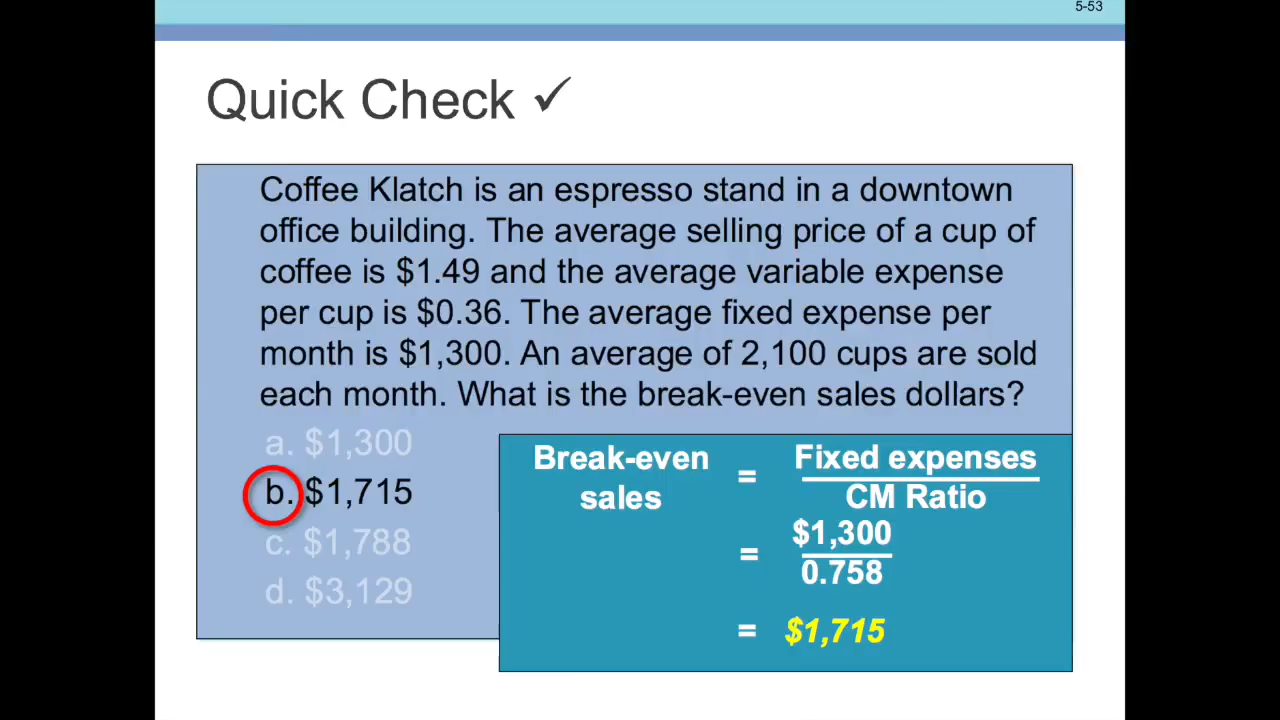 5-53
Quick Check ✓
Coffee Klatch is an espresso stand in a downtown
office building. The average selling price of a cup of
coffee is $1.49 and the average variable expense
per cup is $0.36. The average fixed expense per
month is $1,300. An average of 2,100 cups are sold
each month. What is the break-even sales dollars?
a. $1,300
b. $1,715
c. $1,788
d. $3,129
Break-even
sales
=
Fixed expenses
CM Ratio
=
$1,300
0.758
= $1,715